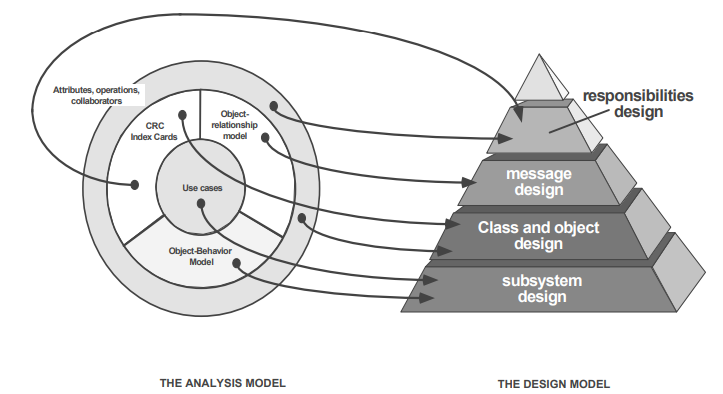 Attributes, operations,
collaborators
CRC
Index Cards
Object-
relationship
model
Use cases
Object-Behavior
Model
responsibilities
design
message
design
Class and object
design
subsystem
design
THE ANALYSIS MODEL
THE DESIGN MODEL